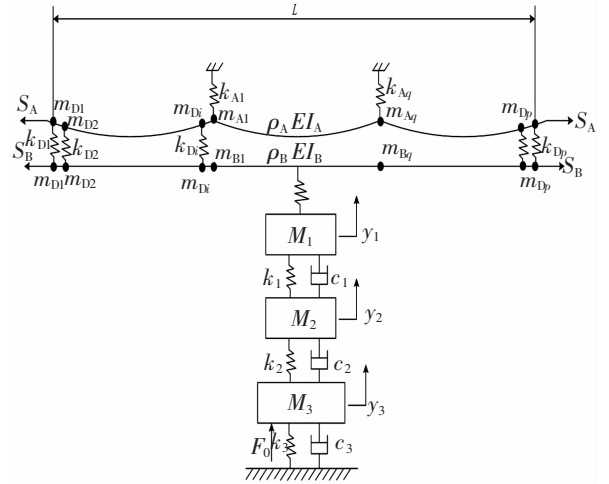 L
k_A1 k_Aq
S_A m_D1 m_D2 m_Di m_A1 ρ_A EI_A m_Aq m_Dp S_A
k_D1 k_D2 k_Di ρ_B EI_B k_Dp
S_B m_B1 m_Bq S_B
m_D1 m_D2 m_Di m_Dp
M_1 y_1
k_1 c_1
M_2 y_2
k_2 c_2
M_3 y_3
F_0 k_3 c_3